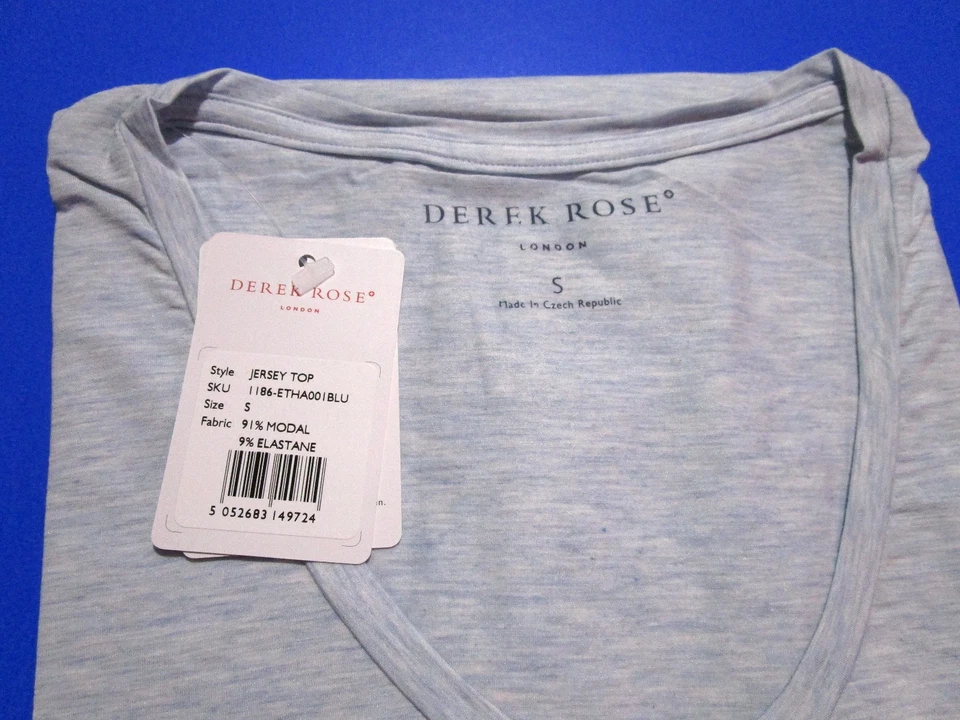 DEREK ROSE
LONDON
S
Made in Czech Republic
DEREK ROSE
LONDON
Style JERSEY TOP
SKU 1186-ETHA001BLU
Size S
Fabric 91% MODAL
9% ELASTANE
5 052683 149724